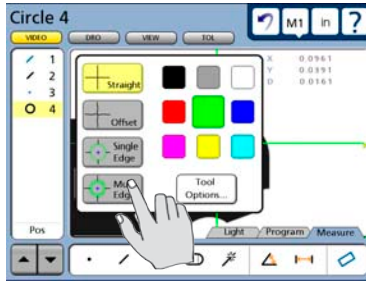 Circle 4
M1 in ?
VIDEO DRO VIEW TOL
1
2
3
4
Straight
Offset
Single
Edge
Edge
Tool
Options...
X 0.0961
Y 0.0391
D 0.0161
Pos
Light Program Measure